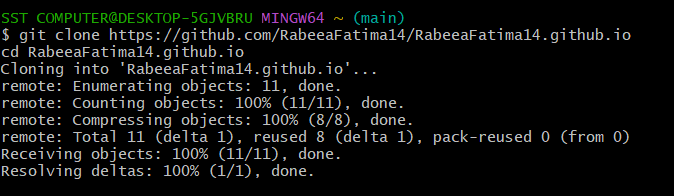 SST COMPUTER@DESKTOP-5GJVBRU MINGW64 ~ (main)
$ git clone https://github.com/RabeeaFatima14/RabeeaFatima14.github.io
cd RabeeaFatima14.github.io
Cloning into 'RabeeaFatima14.github.io'...
remote: Enumerating objects: 11, done.
remote: Counting objects: 100% (11/11), done.
remote: Compressing objects: 100% (8/8), done.
remote: Total 11 (delta 1), reused 8 (delta 1), pack-reused 0 (from 0)
Receiving objects: 100% (11/11), done.
Resolving deltas: 100% (1/1), done.